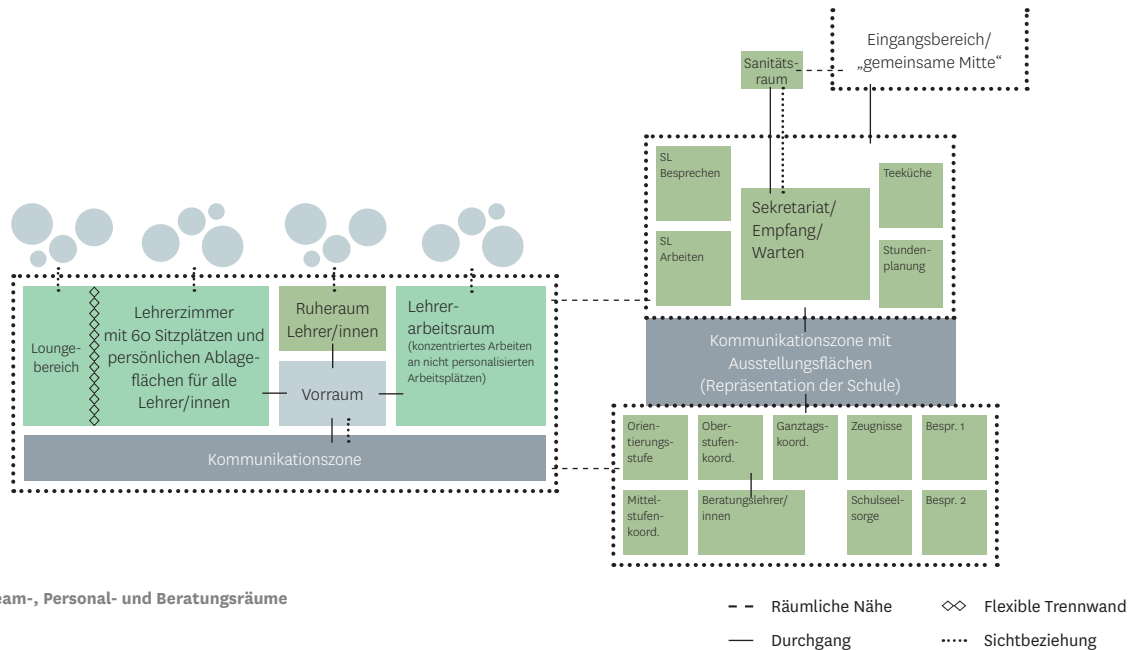 Eingangsbereich/
„gemeinsame Mitte“
Sanitäts-
raum
SL
Besprechen
Teeküche
Sekretariat/
Empfang/
Warten
SL
Arbeiten
Stunden-
planung
Lounge-
bereich
Lehrerzimmer
mit 60 Sitzplätzen und
persönlichen Ablage-
flächen für alle
Lehrer/innen
Ruheraum
Lehrer/innen
Vorraum
Lehrer-
arbeitsraum
(konzentriertes Arbeiten
an nicht personalisierten
Arbeitsplätzen)
Kommunikationszone
Kommunikationszone mit
Ausstellungsflächen
(Repräsentation der Schule)
Orien-
tierungs-
stufe
Ober-
stufen-
koord.
Ganztags-
koord.
Zeugnisse
Bespr. 1
Mittel-
stufen-
koord.
Beratungslehrer/
innen
Schulseel-
sorge
Bespr. 2
eam-, Personal- und Beratungsräume
Räumliche Nähe
Flexible Trennwand
Durchgang
Sichtbeziehung